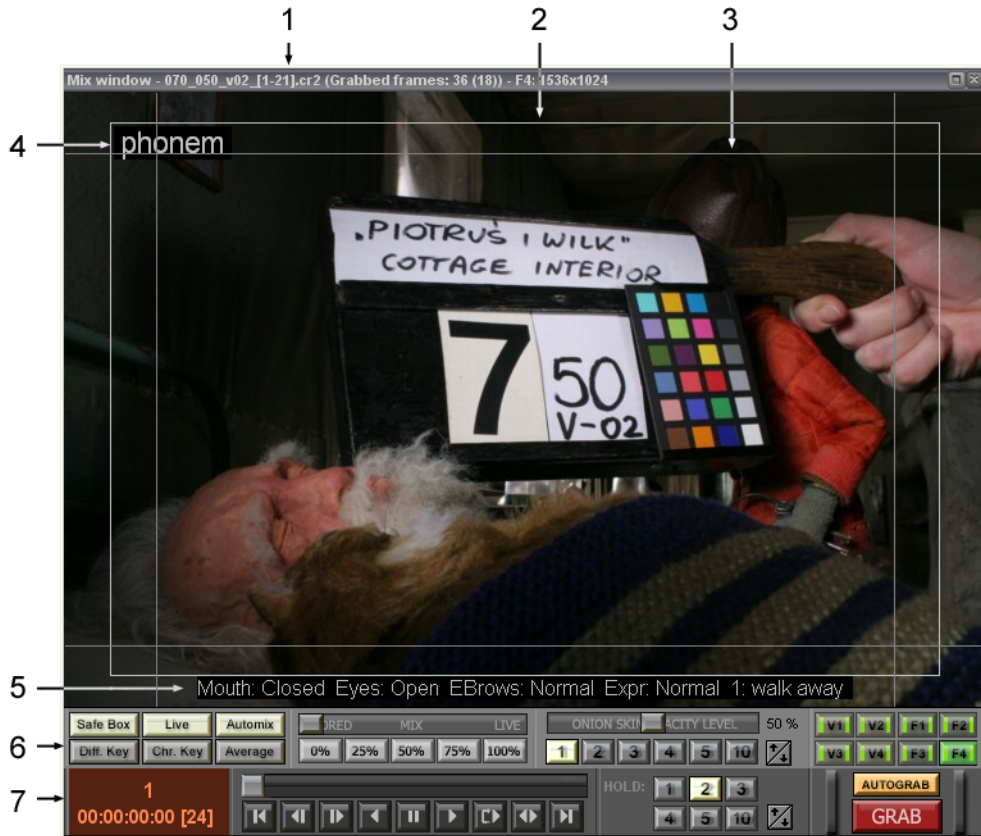 1
2
3
Mix window - 070_050_v02_[1-21].cr2 (Grabbed frames: 36 (18)) - F4: 1536x1024
4
phonem
„PIOTRUŚ I WILK"
COTTAGE INTERIOR
7
50
V-02
5
Mouth: Closed Eyes: Open EBrows: Normal Expr: Normal 1: walk away
6
Safe Box Live Automix
MIX LIVE
ONION SKIN
50 %
V1 V2 F1 F2
Diff. Key Chr. Key Average
0% 25% 50% 75% 100%
1 2 3 4 5 10
V3 V4 F3 F4
7
1
00:00:00:00 [24]
HOLD: 1 2 3
4 5 10
AUTOGRAB
GRAB